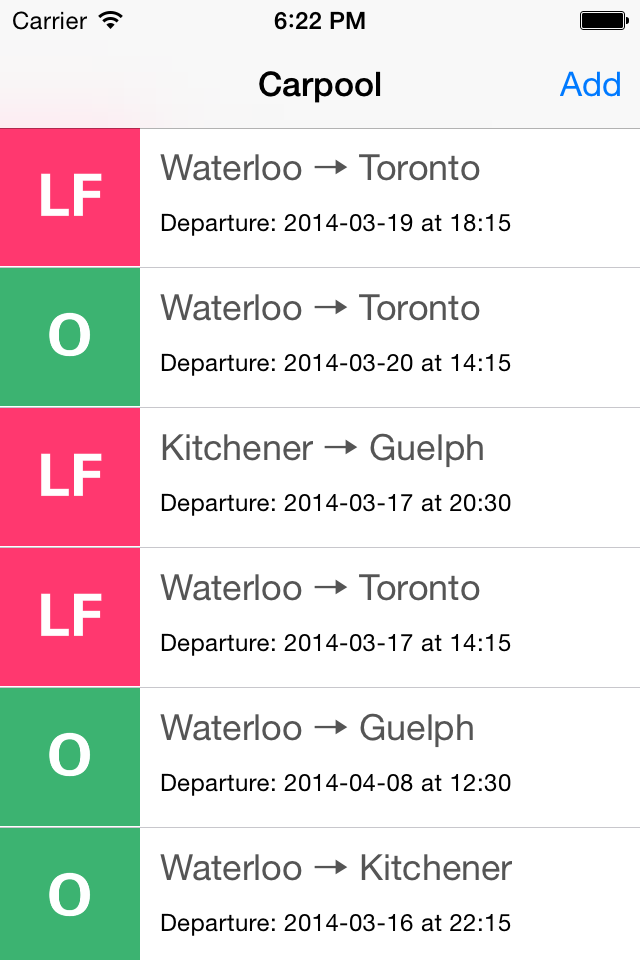 Carrier 6:22 PM
Carpool Add
LF
Waterloo → Toronto
Departure: 2014-03-19 at 18:15
O
Waterloo → Toronto
Departure: 2014-03-20 at 14:15
LF
Kitchener → Guelph
Departure: 2014-03-17 at 20:30
LF
Waterloo → Toronto
Departure: 2014-03-17 at 14:15
O
Waterloo → Guelph
Departure: 2014-04-08 at 12:30
O
Waterloo → Kitchener
Departure: 2014-03-16 at 22:15